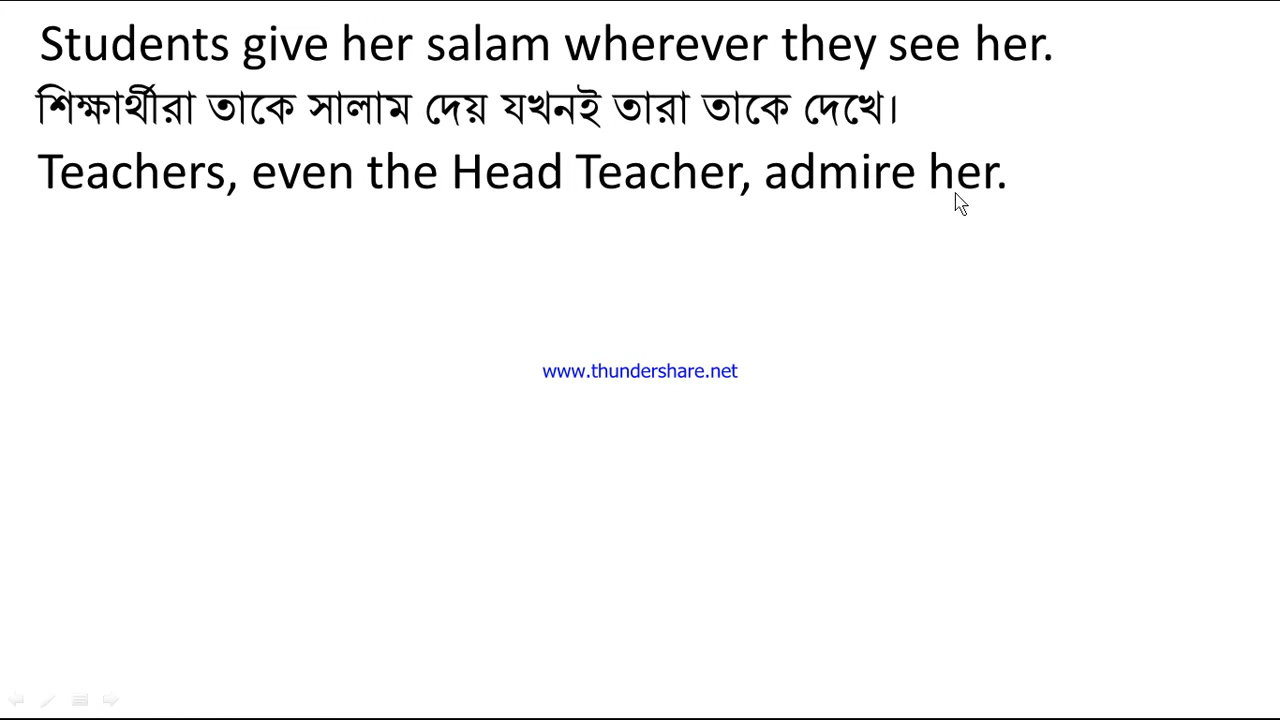 Students give her salam wherever they see her.
শিক্ষার্থীরা তাকে সালাম দেয় যখনই তারা তাকে দেখে।
Teachers, even the Head Teacher, admire her.
www.thundershare.net